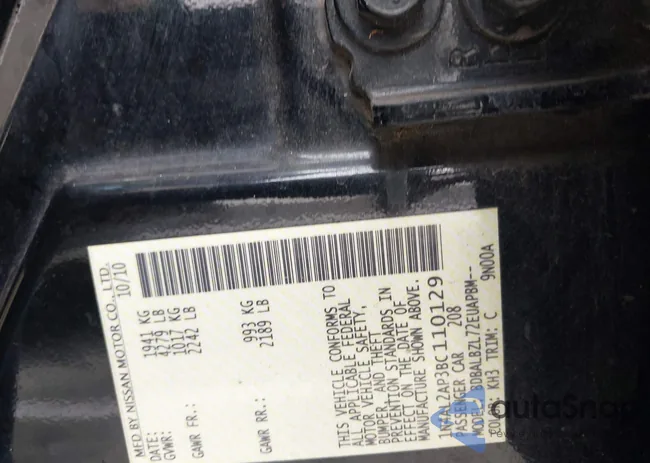 MFD. BY NISSAN MOTOR CO., LTD.
DATE: 10/10
GVWR: 1941 KG
4279 LB
GAWR FR.: 1017 KG
2242 LB
GAWR RR.: 993 KG
2189 LB
THIS VEHICLE CONFORMS TO
ALL APPLICABLE FEDERAL
MOTOR VEHICLE SAFETY,
BUMPER, AND THEFT
PREVENTION STANDARDS IN
EFFECT ON THE DATE OF
MANUFACTURE SHOWN ABOVE.
1N4AL2AP3BC110129
PASSENGER CAR 208
MODEL: BDBALBZL72EUAPBM--
COLOR: KH3 TRIM: C 9N00A
autoSnap